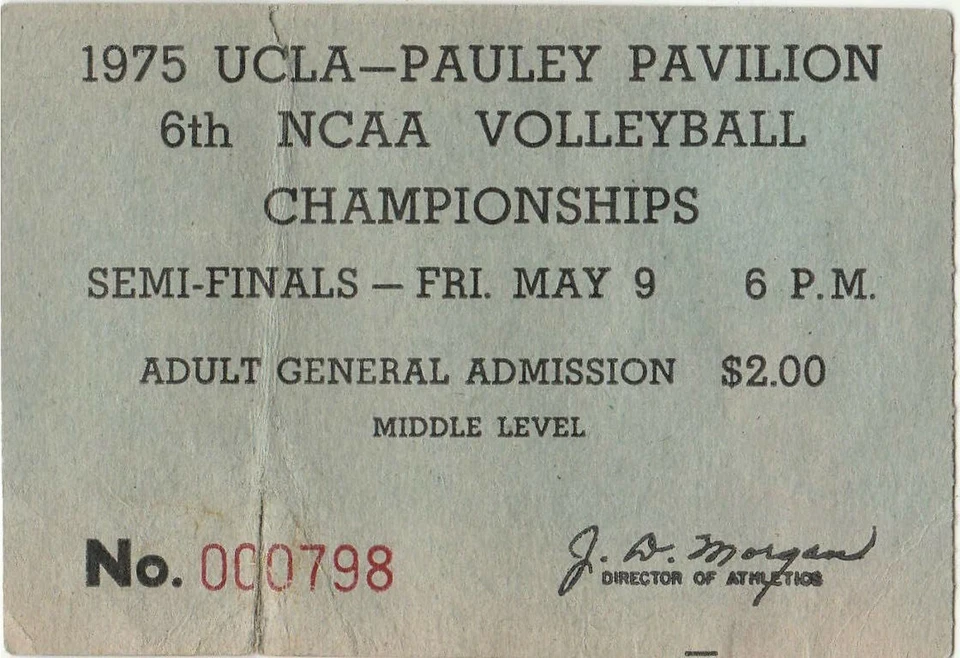 1975 UCLA—PAULEY PAVILION
6th NCAA VOLLEYBALL
CHAMPIONSHIPS
SEMI-FINALS — FRI. MAY 9 6 P.M.
ADULT GENERAL ADMISSION $2.00
MIDDLE LEVEL
No. 000798
J. D. Morgan
DIRECTOR OF ATHLETICS